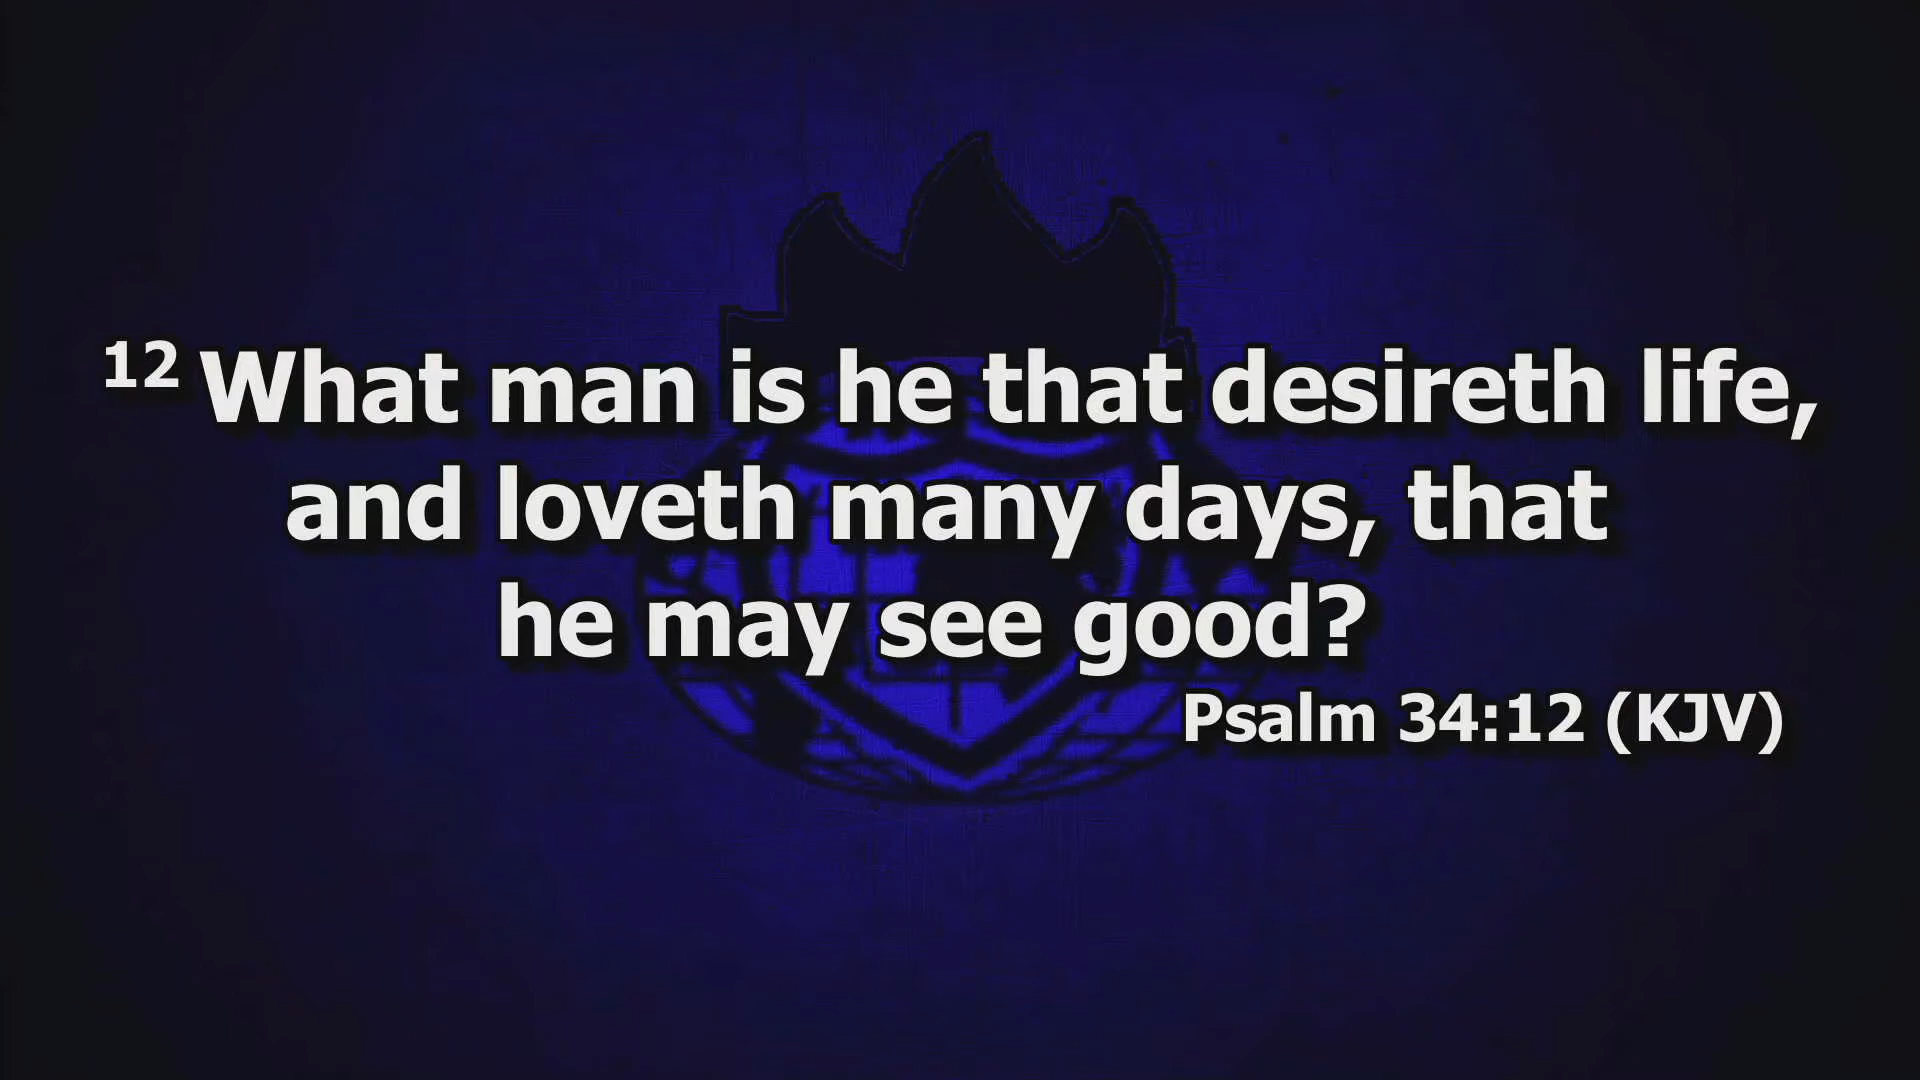 12 What man is he that desireth life,
and loveth many days, that
he may see good?
Psalm 34:12 (KJV)